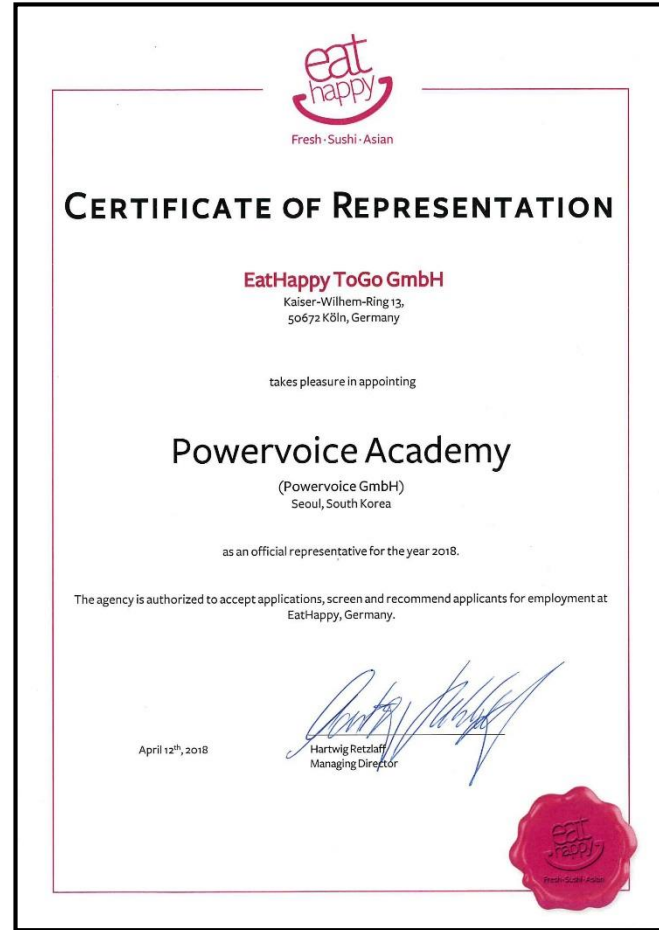 eat
happy
Fresh · Sushi · Asian
CERTIFICATE OF REPRESENTATION
EatHappy ToGo GmbH
Kaiser-Wilhem-Ring 13,
50672 Köln, Germany
takes pleasure in appointing
Powervoice Academy
(Powervoice GmbH)
Seoul, South Korea
as an official representative for the year 2018.
The agency is authorized to accept applications, screen and recommend applicants for employment at
EatHappy, Germany.
April 12th, 2018
Hartwig Retzlaff
Managing Director
eat
happy
Fresh · Sushi · Asian